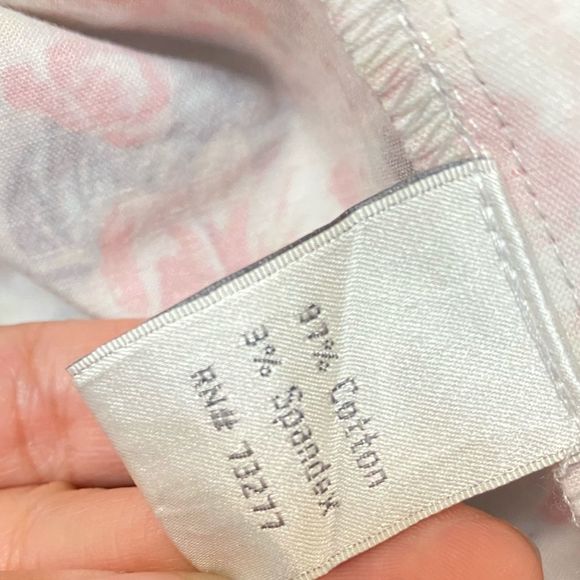 97% Cotton
3% Spandex
RN# 73277